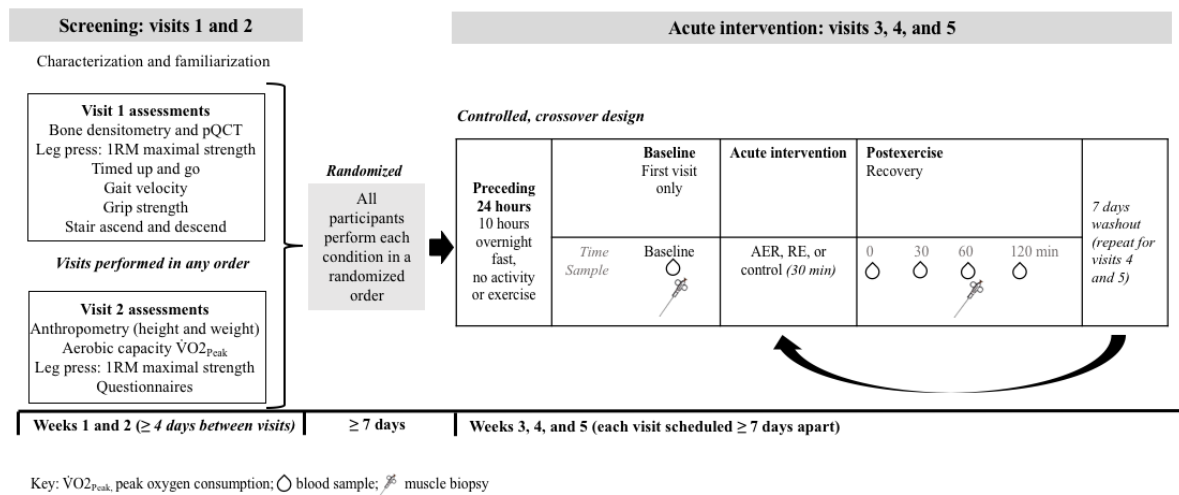 Screening: visits 1 and 2
Characterization and familiarization
Visit 1 assessments
Bone densitometry and pQCT
Leg press: 1RM maximal strength
Timed up and go
Gait velocity
Grip strength
Stair ascend and descend
Visits performed in any order
Visit 2 assessments
Anthropometry (height and weight)
Aerobic capacity V̇O2Peak
Leg press: 1RM maximal strength
Questionnaires
Randomized
All
participants
perform each
condition in a
randomized
order
Acute intervention: visits 3, 4, and 5
Controlled, crossover design
Preceding
24 hours
10 hours
overnight
fast,
no activity
or exercise
Baseline
First visit
only
Acute intervention
Postexercise
Recovery
Time
Sample
Baseline
AER, RE, or
control (30 min)
0 30 60 120 min
7 days
washout
(repeat for
visits 4
and 5)
Weeks 1 and 2 (≥ 4 days between visits)
≥ 7 days
Weeks 3, 4, and 5 (each visit scheduled ≥ 7 days apart)
Key: V̇O2Peak, peak oxygen consumption; blood sample; muscle biopsy